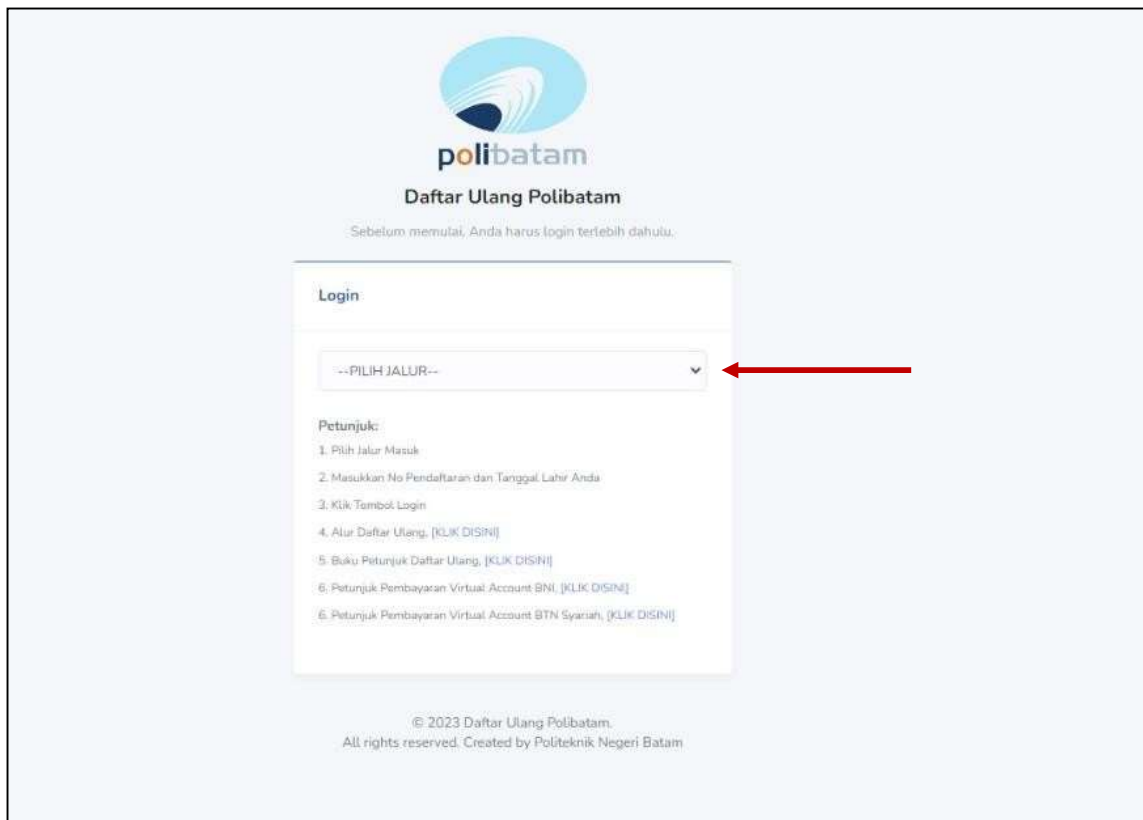 polibatam
Daftar Ulang Polibatam
Sebelum memulai, Anda harus login terlebih dahulu.
Login
--PILIH JALUR--
Petunjuk:
1. Pilih Jalur Masuk
2. Masukkan No Pendaftaran dan Tanggal Lahir Anda
3. Klik Tombol Login
4. Alur Daftar Ulang, [KLIK DISINI]
5. Buku Petunjuk Daftar Ulang, [KLIK DISINI]
6. Petunjuk Pembayaran Virtual Account BNI, [KLIK DISINI]
6. Petunjuk Pembayaran Virtual Account BTN Syariah, [KLIK DISINI]
© 2023 Daftar Ulang Polibatam.
All rights reserved. Created by Politeknik Negeri Batam